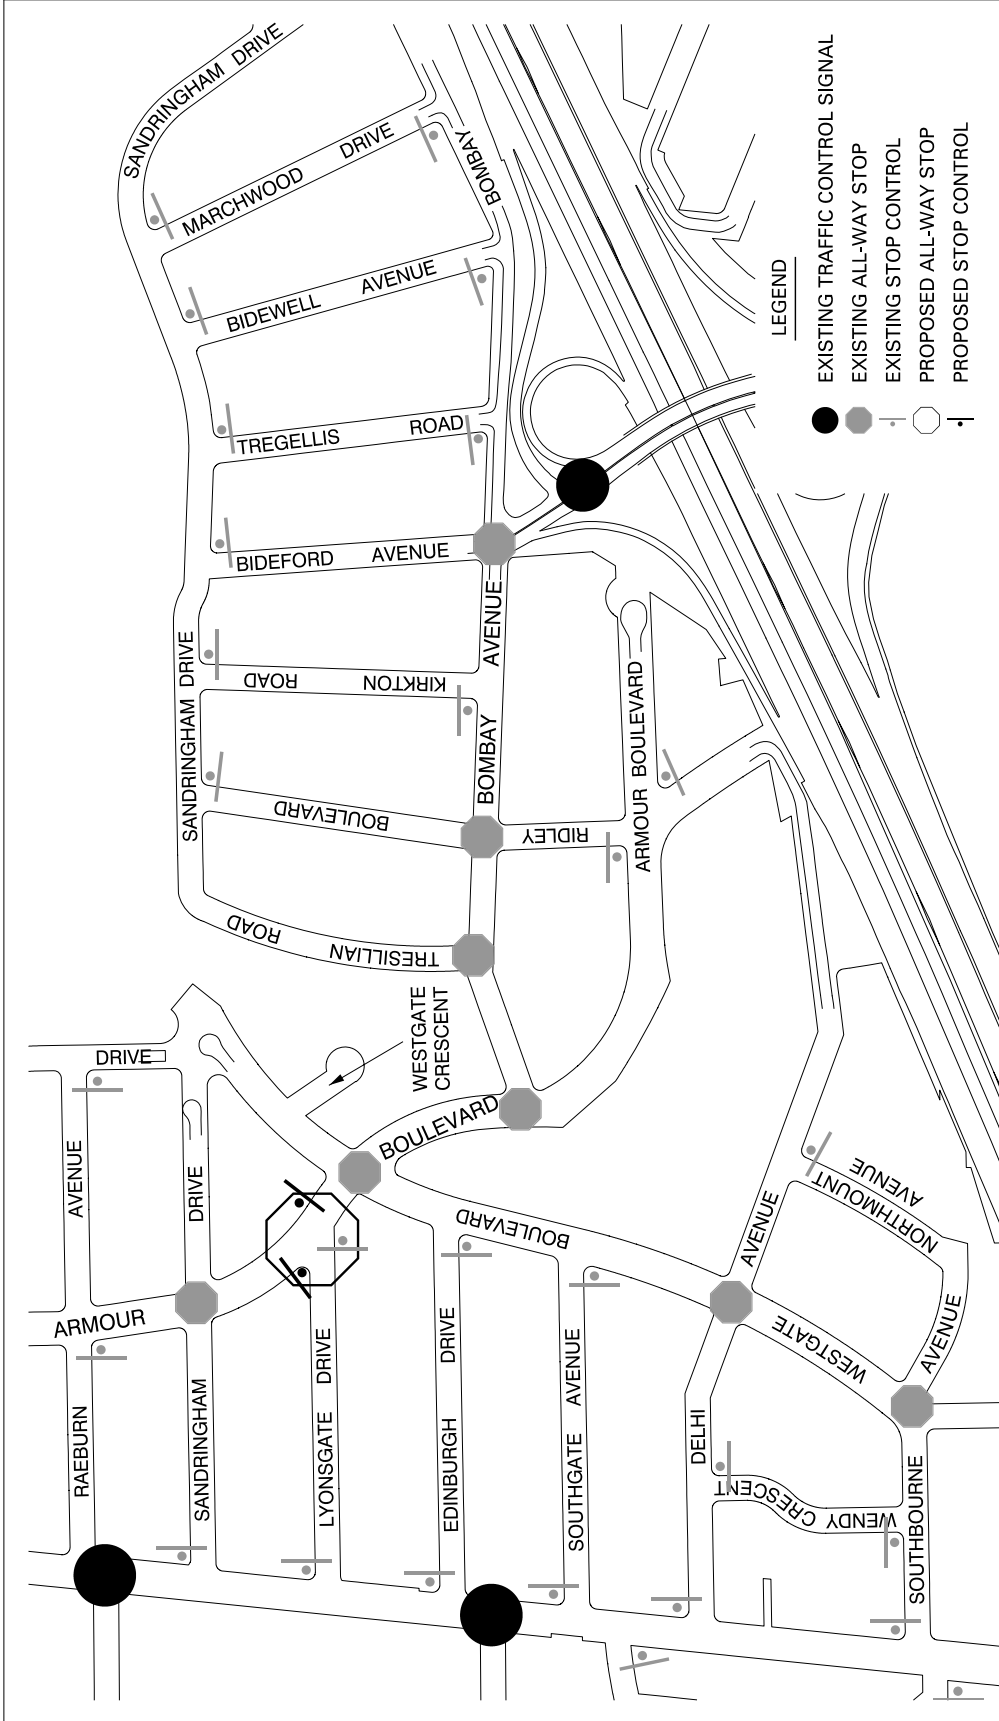 SANDRINGHAM DRIVE
MARCHWOOD DRIVE
BOMBAY
BIDEWELL AVENUE
TREGELLIS ROAD
BIDEFORD AVENUE
AVENUE
SANDRINGHAM DRIVE
KIRKTON ROAD
BOMBAY
BOULEVARD
RIDLEY
ARMOUR BOULEVARD
TRESILLIAN ROAD
WESTGATE
CRESCENT
DRIVE
AVENUE
DRIVE
BOULEVARD
BOULEVARD
ARMOUR
RAEBURN
SANDRINGHAM
LYONSGATE DRIVE
EDINBURGH DRIVE
SOUTHGATE AVENUE
DELHI
AVENUE
NORTHMOUNT
AVENUE
WESTGATE
AVENUE
WENDY CRESCENT
SOUTHBOURNE
LEGEND
EXISTING TRAFFIC CONTROL SIGNAL
EXISTING ALL-WAY STOP
EXISTING STOP CONTROL
PROPOSED ALL-WAY STOP
PROPOSED STOP CONTROL